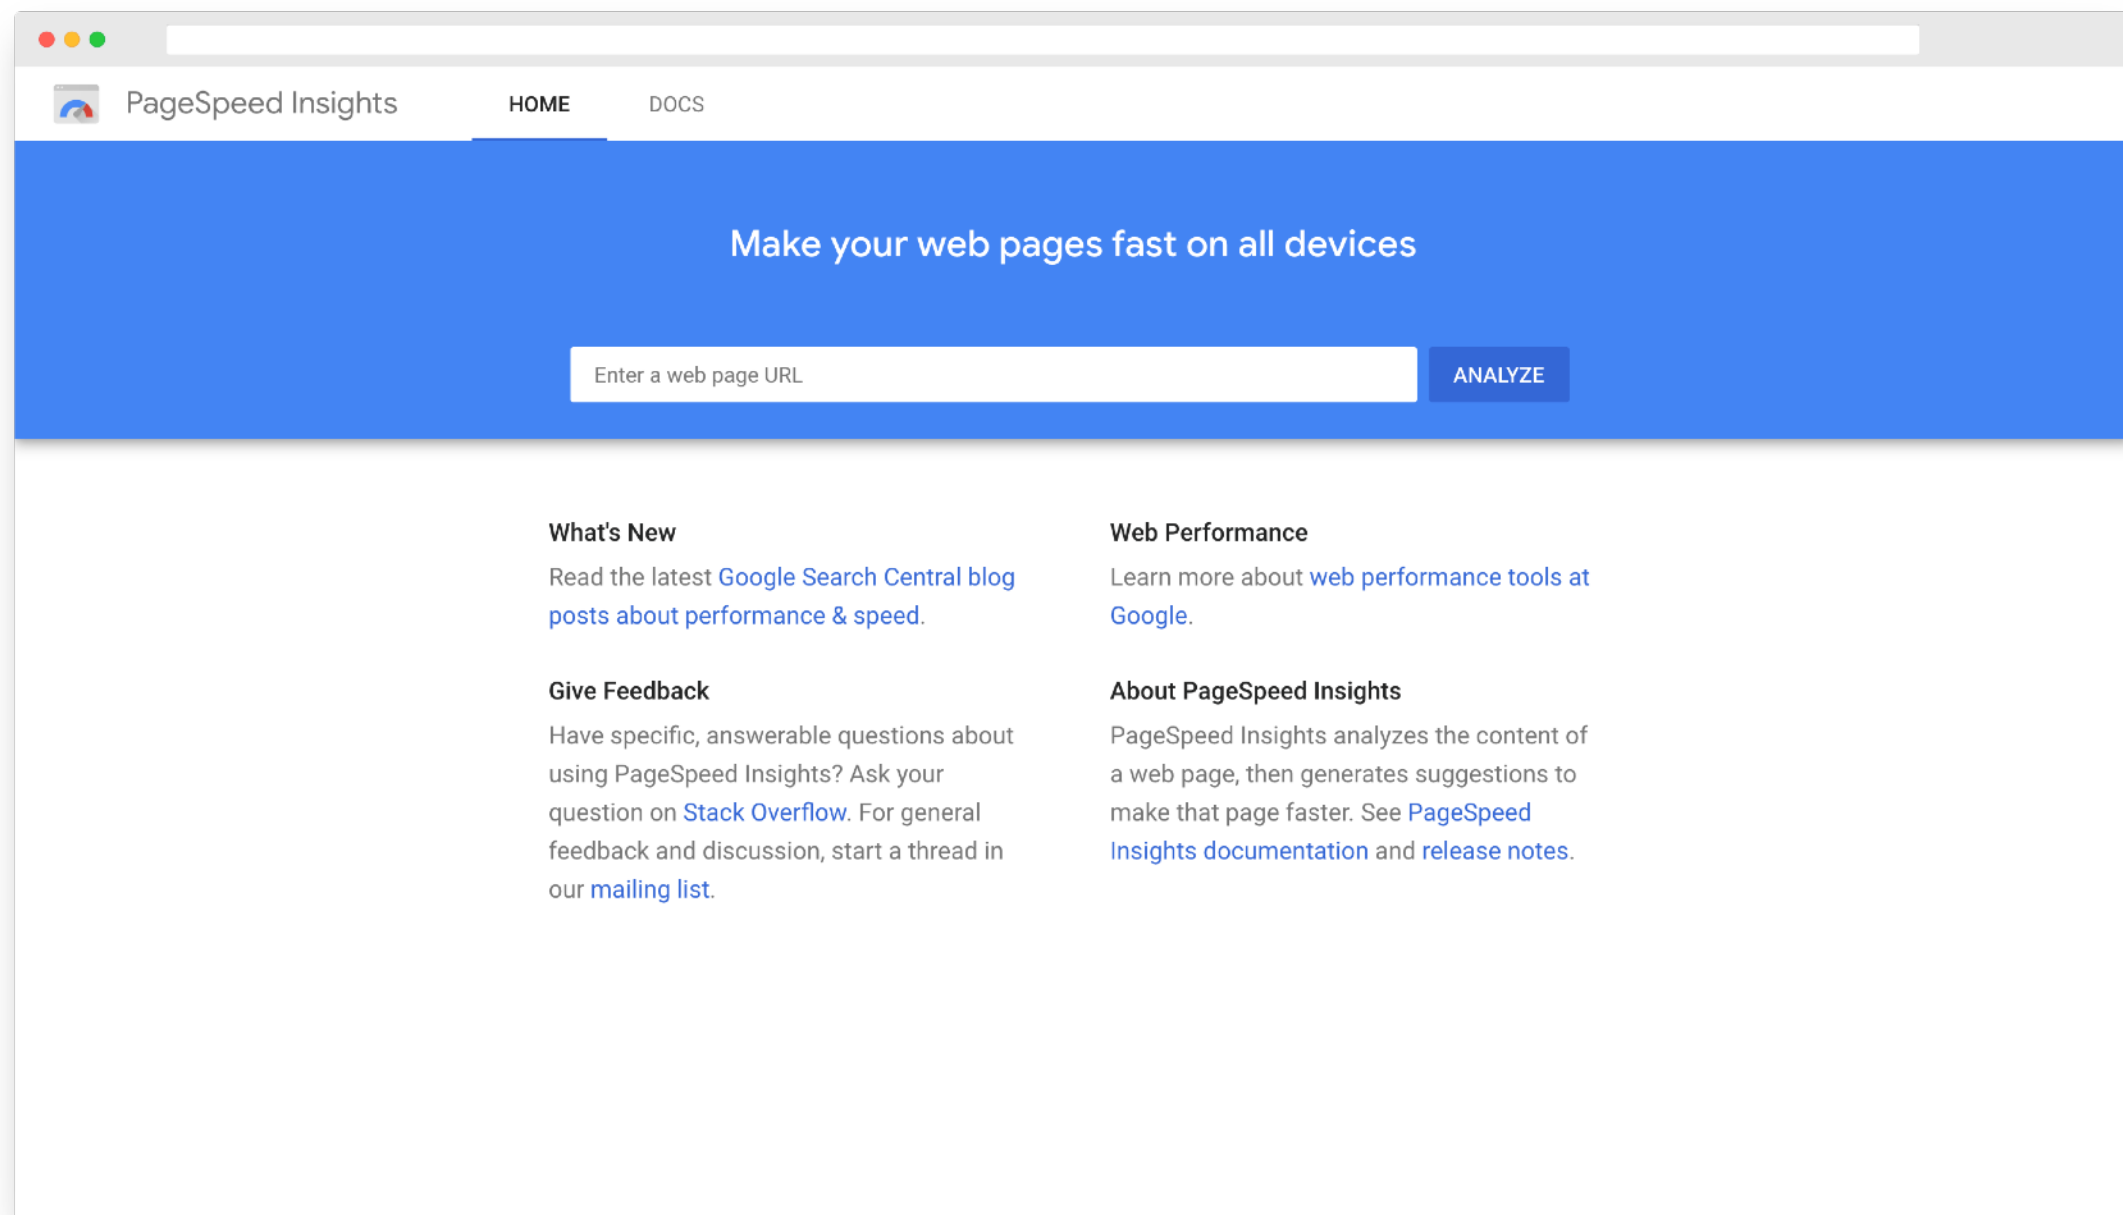 PageSpeed Insights
HOME
DOCS
Make your web pages fast on all devices
Enter a web page URL
ANALYZE
What's New
Read the latest Google Search Central blog
posts about performance & speed.
Web Performance
Learn more about web performance tools at
Google.
Give Feedback
Have specific, answerable questions about
using PageSpeed Insights? Ask your
question on Stack Overflow. For general
feedback and discussion, start a thread in
our mailing list.
About PageSpeed Insights
PageSpeed Insights analyzes the content of
a web page, then generates suggestions to
make that page faster. See PageSpeed
Insights documentation and release notes.